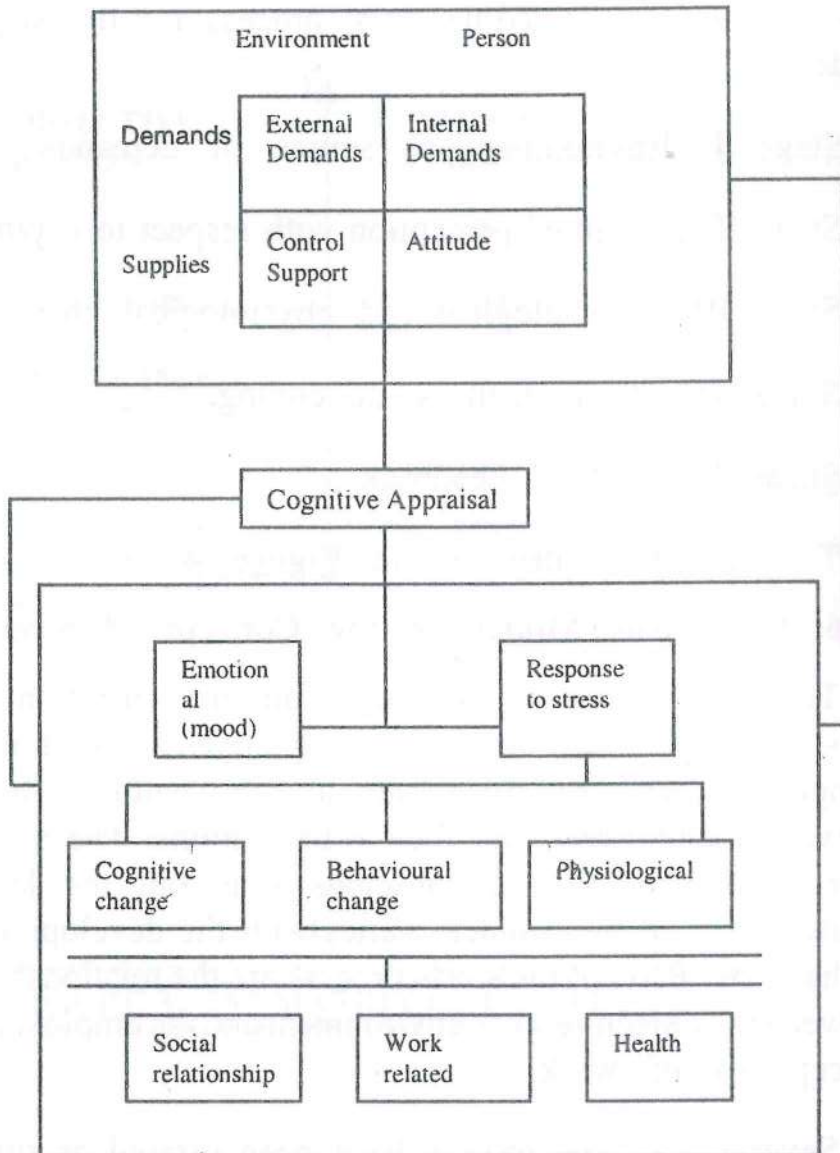 Environment Person
Demands
External
Demands
Internal
Demands
Supplies
Control
Support
Attitude
Cognitive Appraisal
Emotion
al
(mood)
Response
to stress
Cognitive
change
Behavioural
change
Physiological
Social
relationship
Work
related
Health